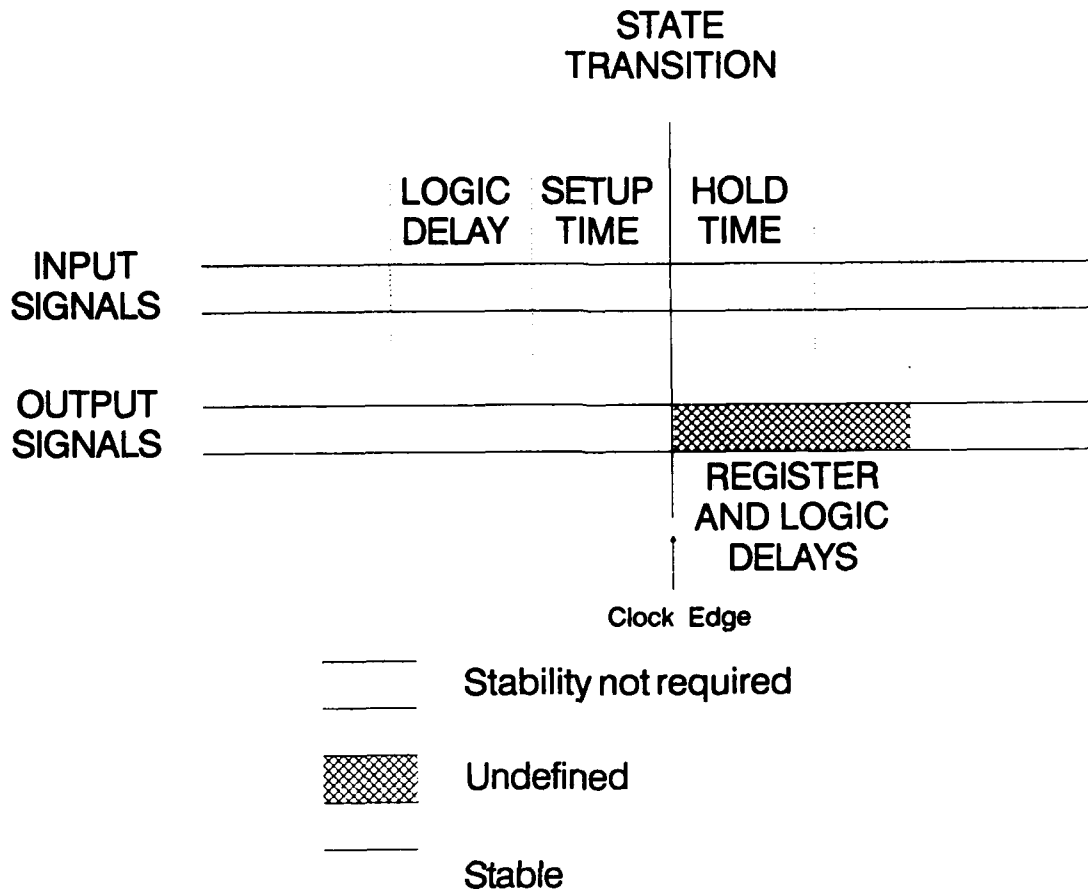 STATE
TRANSITION
LOGIC
DELAY
SETUP
TIME
HOLD
TIME
INPUT
SIGNALS
OUTPUT
SIGNALS
REGISTER
AND LOGIC
DELAYS
Clock Edge
Stability not required
Undefined
Stable